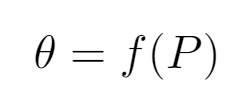 θ = f(P)